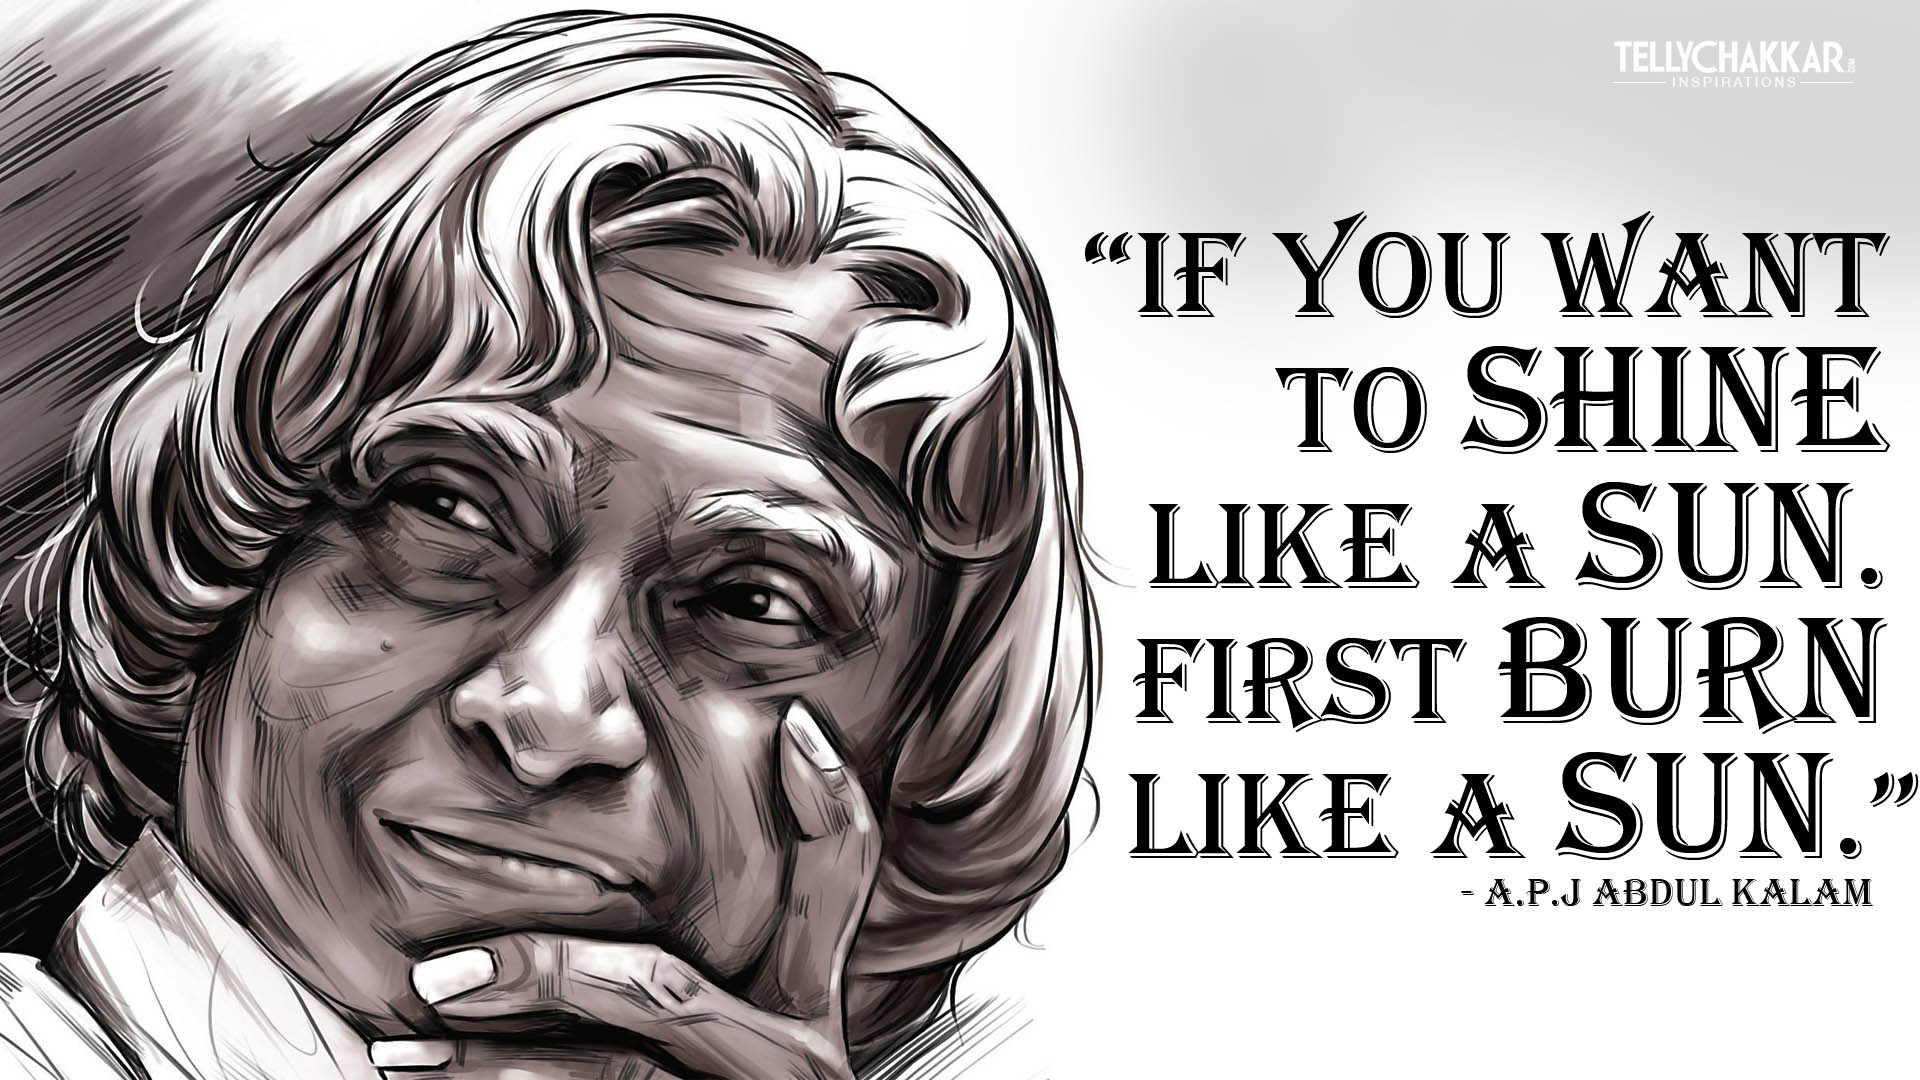 TELLYCHAKKAR.COM
INSPIRATIONS
“IF YOU WANT
TO SHINE
LIKE A SUN.
FIRST BURN
LIKE A SUN.”
- A.P.J ABDUL KALAM